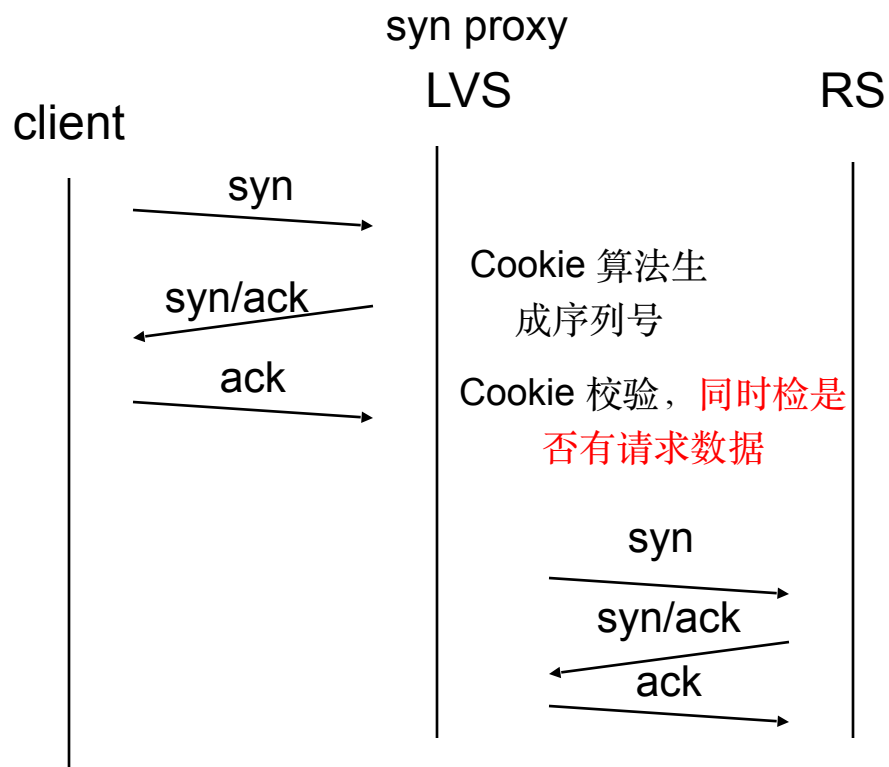 syn proxy
LVS
RS
client
syn
Cookie 算法生
成序列号
syn/ack
ack
Cookie 校验，同时检是
否有请求数据
syn
syn/ack
ack